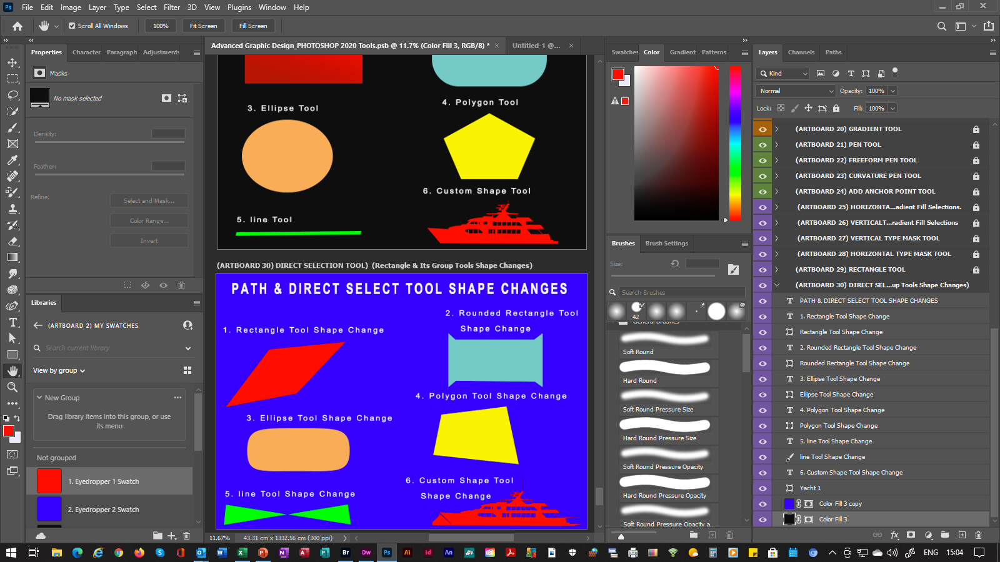 Ps File Edit Image Layer Type Select Filter 3D View Plugins Window Help
Scroll All Windows 100% Fit Screen Fill Screen
Properties Character Paragraph Adjustments
Masks
No mask selected
Density:
Feather:
Refine:
Select and Mask...
Color Range...
Invert
Libraries
(ARTBOARD 2) MY SWATCHES
Search current library
View by group
New Group
Drag library items into this group, or use
its menu
Not grouped
1. Eyedropper 1 Swatch
2. Eyedropper 2 Swatch
Advanced Graphic Design_PHOTOSHOP 2020 Tools.psb @ 11.7% (Color Fill 3, RGB/8) *
Untitled-1 @...
3. Ellipse Tool
4. Polygon Tool
5. line Tool
6. Custom Shape Tool
(ARTBOARD 30) DIRECT SELECTION TOOL) (Rectangle & Its Group Tools Shape Changes)
PATH & DIRECT SELECT TOOL SHAPE CHANGES
1. Rectangle Tool Shape Change
2. Rounded Rectangle Tool
Shape Change
3. Ellipse Tool Shape Change
4. Polygon Tool Shape Change
5. line Tool Shape Change
6. Custom Shape Tool
Shape Change
11.67% 43.31 cm x 1332.56 cm (300 ppi)
Swatches Color Gradient Patterns
Brushes Brush Settings
Size:
Search Brushes
42
General Brushes
Soft Round
Hard Round
Soft Round Pressure Size
Hard Round Pressure Size
Soft Round Pressure Opacity
Hard Round Pressure Opacity
Soft Round Pressure Opacity a...
Layers Channels Paths
Kind
Normal Opacity: 100%
Lock: Fill: 100%
(ARTBOARD 20) GRADIENT TOOL
(ARTBOARD 21) PEN TOOL
(ARTBOARD 22) FREEFORM PEN TOOL
(ARTBOARD 23) CURVATURE PEN TOOL
(ARTBOARD 24) ADD ANCHOR POINT TOOL
(ARTBOARD 25) HORIZONTA...adient Fill Selections.
(ARTBOARD 26) VERTICALT...radient Fill Selections
(ARTBOARD 27) VERTICAL TYPE MASK TOOL
(ARTBOARD 28) HORIZONTAL TYPE MASK TOOL
(ARTBOARD 29) RECTANGLE TOOL
(ARTBOARD 30) DIRECT SEL...up Tools Shape Changes)
PATH & DIRECT SELECT TOOL SHAPE CHANGES
1. Rectangle Tool Shape Change
Rectangle Tool Shape Change
2. Rounded Rectangle Tool Shape Change
Rounded Rectangle Tool Shape Change
3. Ellipse Tool Shape Change
Ellipse Tool Shape Change
4. Polygon Tool Shape Change
Polygon Tool Shape Change
5. line Tool Shape Change
line Tool Shape Change
6. Custom Shape Tool Shape Change
Yacht 1
Color Fill 3 copy
Color Fill 3
fx
Br Dw Ps Ai Id An
ENG 15:04